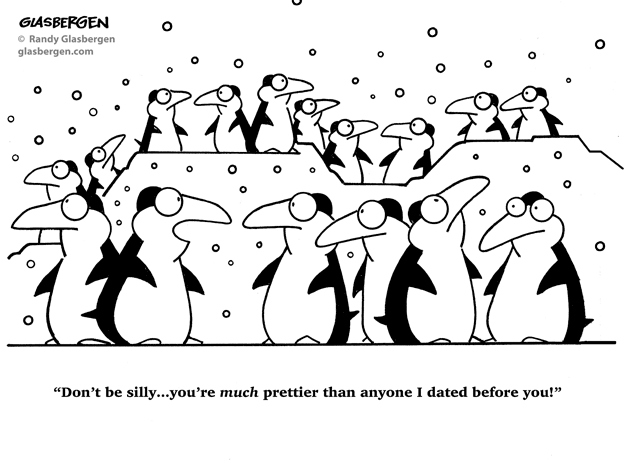 GLASBERGEN
© Randy Glasbergen
glasbergen.com
“Don’t be silly...you’re much prettier than anyone I dated before you!”